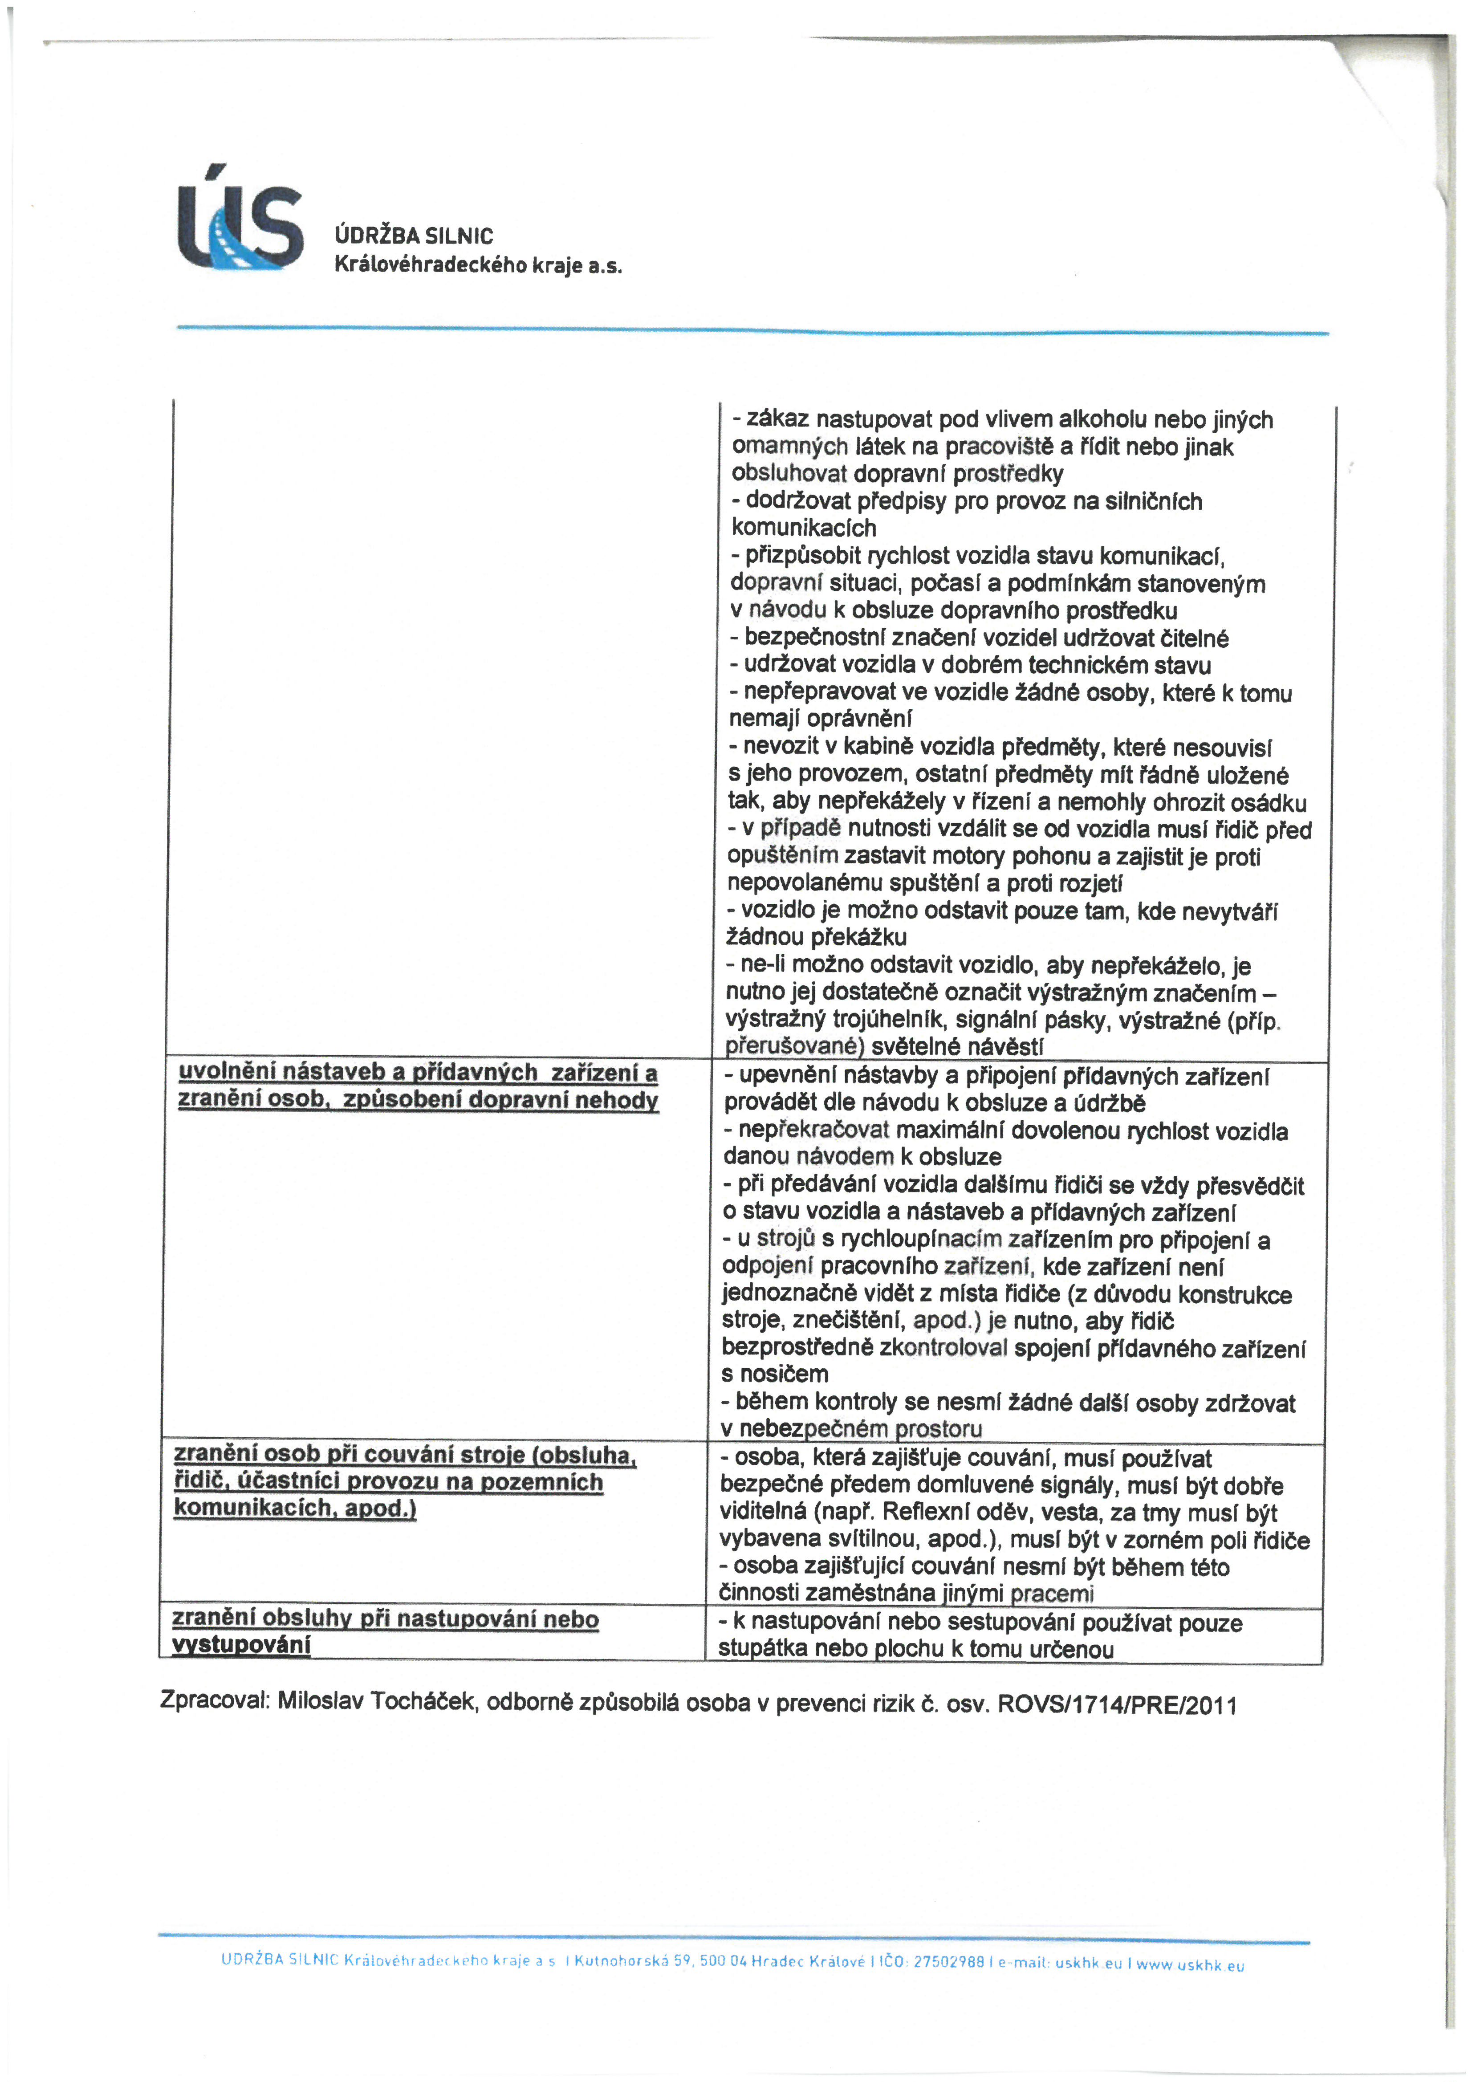 ÚS
ÚDRŽBA SILNIC
Královéhradeckého kraje a.s.
- zákaz nastupovat pod vlivem alkoholu nebo jiných
omamných látek na pracoviště a řídit nebo jinak
obsluhovat dopravní prostředky
- dodržovat předpisy pro provoz na silničních
komunikacích
- přizpůsobit rychlost vozidla stavu komunikací,
dopravní situaci, počasí a podmínkám stanoveným
v návodu k obsluze dopravního prostředku
- bezpečnostní značení vozidel udržovat čitelné
- udržovat vozidla v dobrém technickém stavu
- nepřepravovat ve vozidle žádné osoby, které k tomu
nemají oprávnění
- nevozit v kabině vozidla předměty, které nesouvisí
s jeho provozem, ostatní předměty mít řádně uložené
tak, aby nepřekážely v řízení a nemohly ohrozit osádku
- v případě nutnosti vzdálit se od vozidla musí řidič před
opuštěním zastavit motory pohonu a zajistit je proti
nepovolanému spuštění a proti rozjetí
- vozidlo je možno odstavit pouze tam, kde nevytváří
žádnou překážku
- ne-li možno odstavit vozidlo, aby nepřekáželo, je
nutno jej dostatečně označit výstražným značením –
výstražný trojúhelník, signální pásky, výstražné (příp.
přerušované) světelné návěstí
uvolnění nástaveb a přídavných zařízení a
zranění osob, způsobení dopravní nehody
- upevnění nástavby a připojení přídavných zařízení
provádět dle návodu k obsluze a údržbě
- nepřekračovat maximální dovolenou rychlost vozidla
danou návodem k obsluze
- při předávání vozidla dalšímu řidiči se vždy přesvědčit
o stavu vozidla a nástaveb a přídavných zařízení
- u strojů s rychloupínacím zařízením pro připojení a
odpojení pracovního zařízení, kde zařízení není
jednoznačně vidět z místa řidiče (z důvodu konstrukce
stroje, znečištění, apod.) je nutno, aby řidič
bezprostředně zkontroloval spojení přídavného zařízení
s nosičem
- během kontroly se nesmí žádné další osoby zdržovat
v nebezpečném prostoru
zranění osob při couvání stroje (obsluha,
řidič, účastníci provozu na pozemních
komunikacích, apod.)
- osoba, která zajišťuje couvání, musí používat
bezpečné předem domluvené signály, musí být dobře
viditelná (např. Reflexní oděv, vesta, za tmy musí být
vybavena svítilnou, apod.), musí být v zorném poli řidiče
- osoba zajišťující couvání nesmí být během této
činnosti zaměstnána jinými pracemi
zranění obsluhy při nastupování nebo
vystupování
- k nastupování nebo sestupování používat pouze
stupátka nebo plochu k tomu určenou
Zpracoval: Miloslav Tocháček, odborně způsobilá osoba v prevenci rizik č. osv. ROVS/1714/PRE/2011
UDRŽBA SILNIC Královéhradeckého kraje a s | Kutnohorská 59, 500 04 Hradec Králové | IČO: 27502988 | e-mail: uskhk.eu | www uskhk.eu